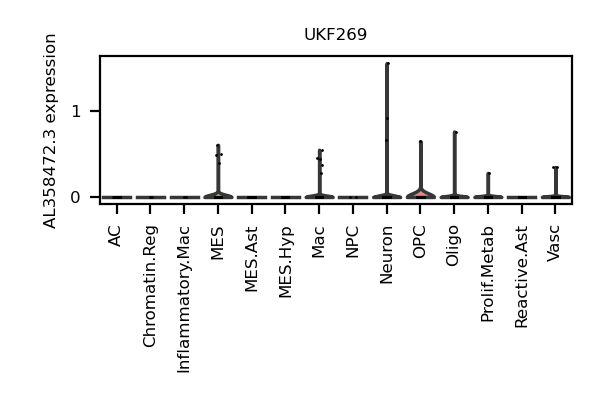 UKF269
AL358472.3 expression
1
0
AC
Chromatin.Reg
Inflammatory.Mac
MES
MES.Ast
MES.Hyp
Mac
NPC
Neuron
OPC
Oligo
Prolif.Metab
Reactive.Ast
Vasc